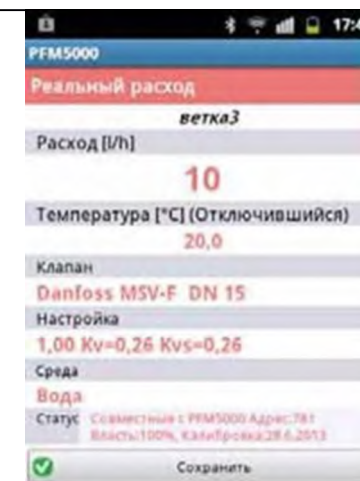 17:4
PFM5000
Реальный расход
ветка3
Расход [l/h]
10
Температура [°C] (Отключившийся)
20,0
Клапан
Danfoss MSV-F DN 15
Настройка
1,00 Kv=0,26 Kvs=0,26
Среда
Вода
Статус Совместный с PFM5000 Адрес:781
Власть:100%, Калибровка:28.6.2013
Сохранить